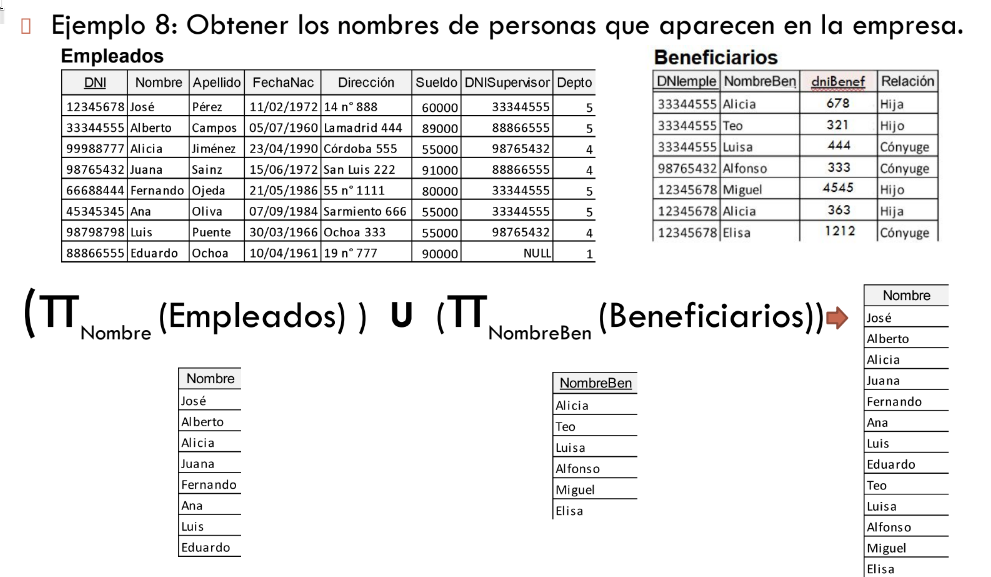 Ejemplo 8: Obtener los nombres de personas que aparecen en la empresa.
Empleados
DNI Nombre Apellido FechaNac Dirección Sueldo DNISupervisor Depto
12345678 José Pérez 11/02/1972 14 n° 888 60000 33344555 5
33344555 Alberto Campos 05/07/1960 Lamadrid 444 89000 88866555 5
99988777 Alicia Jiménez 23/04/1990 Córdoba 555 55000 98765432 4
98765432 Juana Sainz 15/06/1972 San Luis 222 91000 88866555 4
66688444 Fernando Ojeda 21/05/1986 55 n° 1111 80000 33344555 5
45345345 Ana Oliva 07/09/1984 Sarmiento 666 55000 33344555 5
98798798 Luis Puente 30/03/1966 Ochoa 333 55000 98765432 4
88866555 Eduardo Ochoa 10/04/1961 19 n° 777 90000 NULL 1
Beneficiarios
DNIemple NombreBen dniBenef Relación
33344555 Alicia 678 Hija
33344555 Teo 321 Hijo
33344555 Luisa 444 Cónyuge
98765432 Alfonso 333 Cónyuge
12345678 Miguel 4545 Hijo
12345678 Alicia 363 Hija
12345678 Elisa 1212 Cónyuge
(π Nombre (Empleados) ) U (π NombreBen (Beneficiarios))
Nombre
José
Alberto
Alicia
Juana
Fernando
Ana
Luis
Eduardo
NombreBen
Alicia
Teo
Luisa
Alfonso
Miguel
Elisa
Nombre
José
Alberto
Alicia
Juana
Fernando
Ana
Luis
Eduardo
Teo
Luisa
Alfonso
Miguel
Elisa